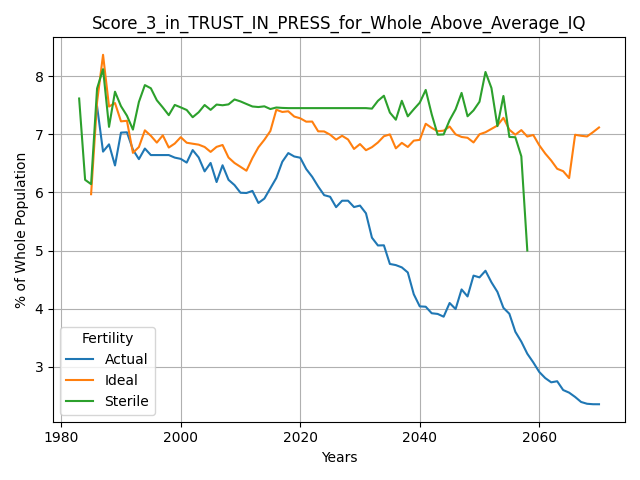 Score_3_in_TRUST_IN_PRESS_for_Whole_Above_Average_IQ
% of Whole Population
8
7
6
5
4
3
Fertility
Actual
Ideal
Sterile
1980 2000 2020 2040 2060
Years